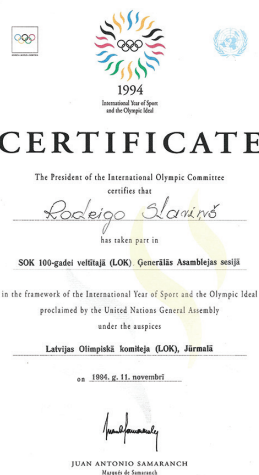 1994
International Year of Sport
and the Olympic Ideal
CERTIFICATE
The President of the International Olympic Committee
certifies that
Rodrigo Slaviņš
has taken part in
SOK 100-gadei veltītajā (LOK) Ģenerālās Asamblejas sesijā
in the framework of the International Year of Sport and the Olympic Ideal
proclaimed by the United Nations General Assembly
under the auspices
Latvijas Olimpiskā komiteja (LOK), Jūrmalā
on 1994. g. 11. novembrī
JUAN ANTONIO SAMARANCH
Marqués de Samaranch